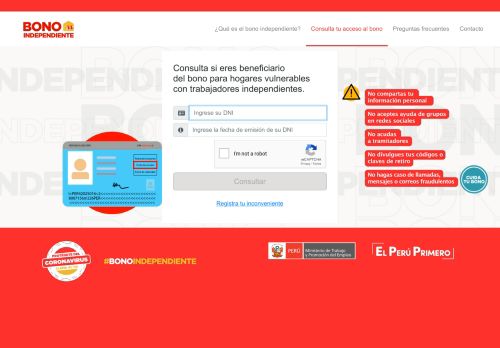 BONO
INDEPENDIENTE
¿Qué es el bono independiente?
Consulta tu acceso al bono
Preguntas frecuentes
Contacto
Consulta si eres beneficiario
del bono para hogares vulnerables
con trabajadores independientes.
Ingrese su DNI
Ingrese la fecha de emisión de su DNI
I'm not a robot
reCAPTCHA
Privacy - Terms
Consultar
Registra tu inconveniente
No compartas tu
información personal
No aceptes ayuda de grupos
en redes sociales
No acudas
a tramitadores
No divulgues tus códigos o
claves de retiro
No hagas caso de llamadas,
mensajes o correos fraudulentos
CUIDA
TU BONO
CORONAVIRUS
#BONOINDEPENDIENTE
PERÚ
Ministerio de Trabajo
y Promoción del Empleo
EL PERÚ PRIMERO